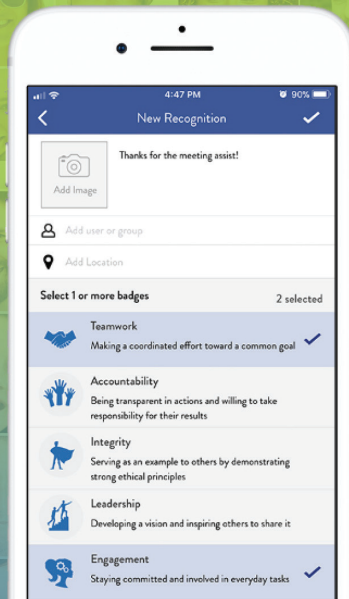 4:47 PM
90%
New Recognition
Thanks for the meeting assist!
Add Image
Add user or group
Add Location
Select 1 or more badges
2 selected
Teamwork
Making a coordinated effort toward a common goal
Accountability
Being transparent in actions and willing to take
responsibility for their results
Integrity
Serving as an example to others by demonstrating
strong ethical principles
Leadership
Developing a vision and inspiring others to share it
Engagement
Staying committed and involved in everyday tasks